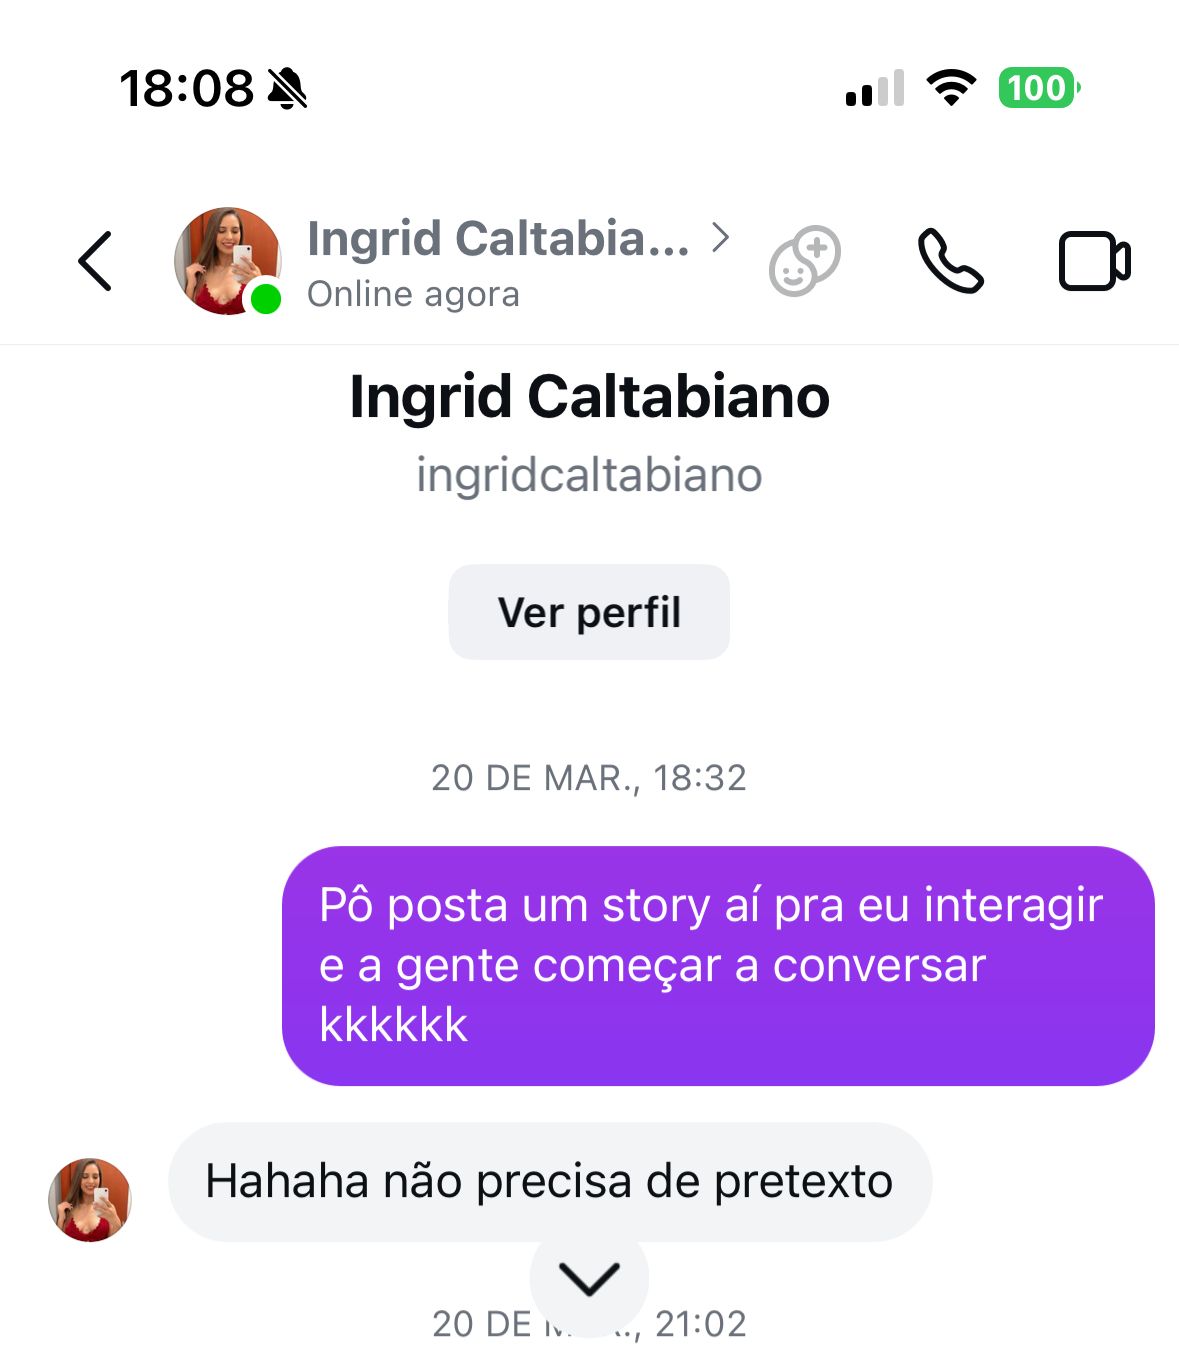 18:08
100
Ingrid Caltabia...
Online agora
Ingrid Caltabiano
ingridcaltabiano
Ver perfil
20 DE MAR., 18:32
Pô posta um story aí pra eu interagir
e a gente começar a conversar
kkkkkk
Hahaha não precisa de pretexto
20 DE 21:02